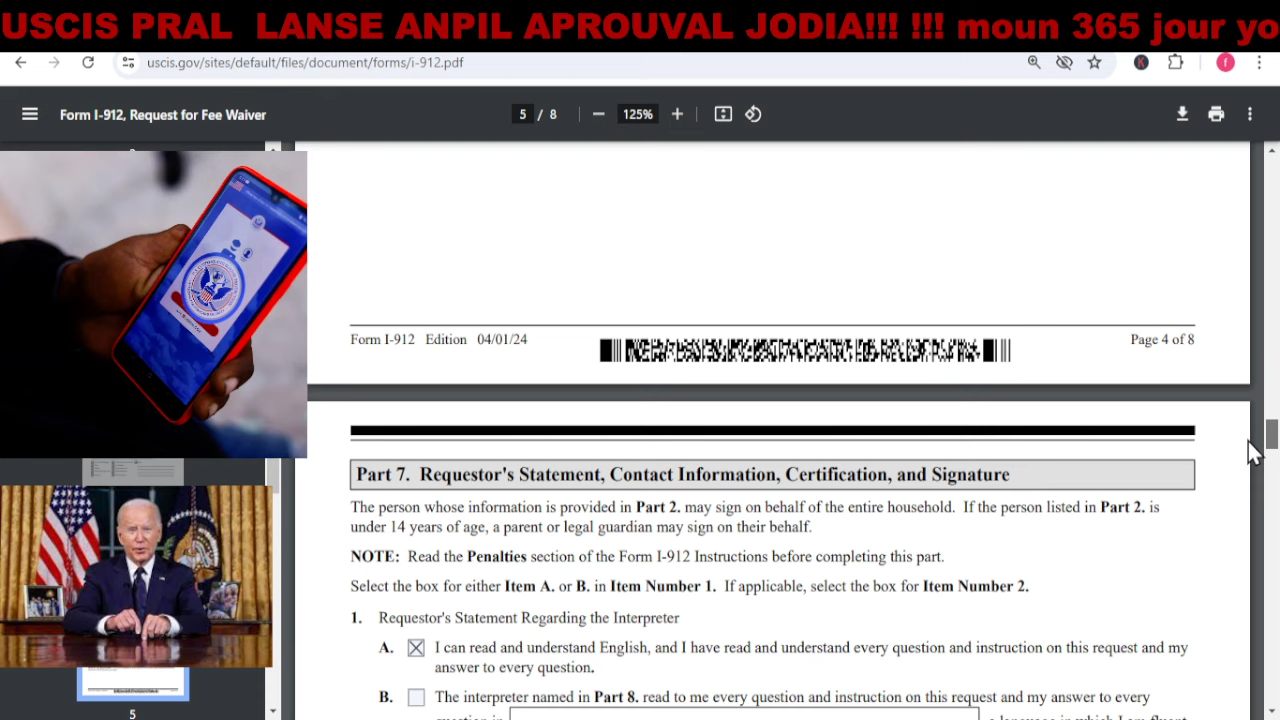 USCIS PRAL LANSE ANPIL APROUVAL JODIA!!! !!! moun 365 jour yo
uscis.gov/sites/default/files/document/forms/i-912.pdf
K
f
Form I-912, Request for Fee Waiver
5 / 8
125%
Form I-912 Edition 04/01/24
Page 4 of 8
Part 7. Requestor's Statement, Contact Information, Certification, and Signature
The person whose information is provided in Part 2. may sign on behalf of the entire household. If the person listed in Part 2. is
under 14 years of age, a parent or legal guardian may sign on their behalf.
NOTE: Read the Penalties section of the Form I-912 Instructions before completing this part.
Select the box for either Item A. or B. in Item Number 1. If applicable, select the box for Item Number 2.
1. Requestor's Statement Regarding the Interpreter
A. I can read and understand English, and I have read and understand every question and instruction on this request and my
answer to every question.
B. The interpreter named in Part 8. read to me every question and instruction on this request and my answer to every
question in
a language in which I am fluent
5